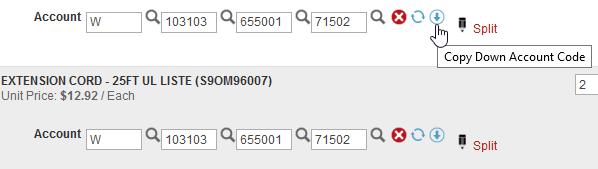 Account W 103103 655001 71502 Split
Copy Down Account Code
EXTENSION CORD - 25FT UL LISTE (S9OM96007)
Unit Price: $12.92 / Each 2
Account W 103103 655001 71502 Split